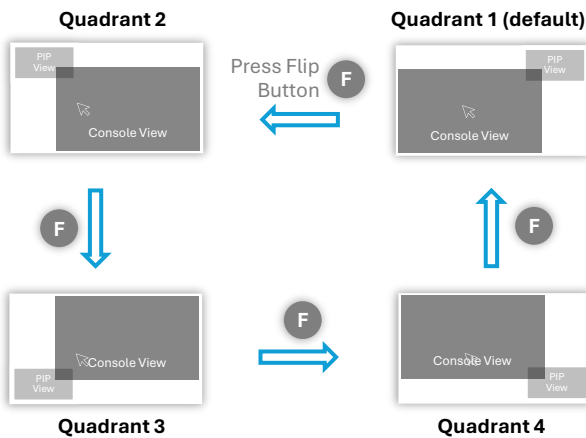 Quadrant 2
Quadrant 1 (default)
PIP
View
Console View
Press Flip
Button
F
PIP
View
Console View
F
F
PIP
View
Console View
F
Console View
PIP
View
Quadrant 3
Quadrant 4